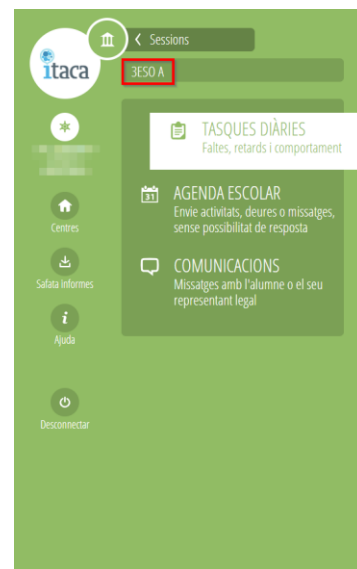 itaca
Sessions
3ESO A
TASQUES DIÀRIES
Faltes, retards i comportament
31
AGENDA ESCOLAR
Envie activitats, deures o missatges,
sense possibilitat de resposta
COMUNICACIONS
Missatges amb l'alumne o el seu
representant legal
Centres
Safata informes
Ajuda
Desconnectar